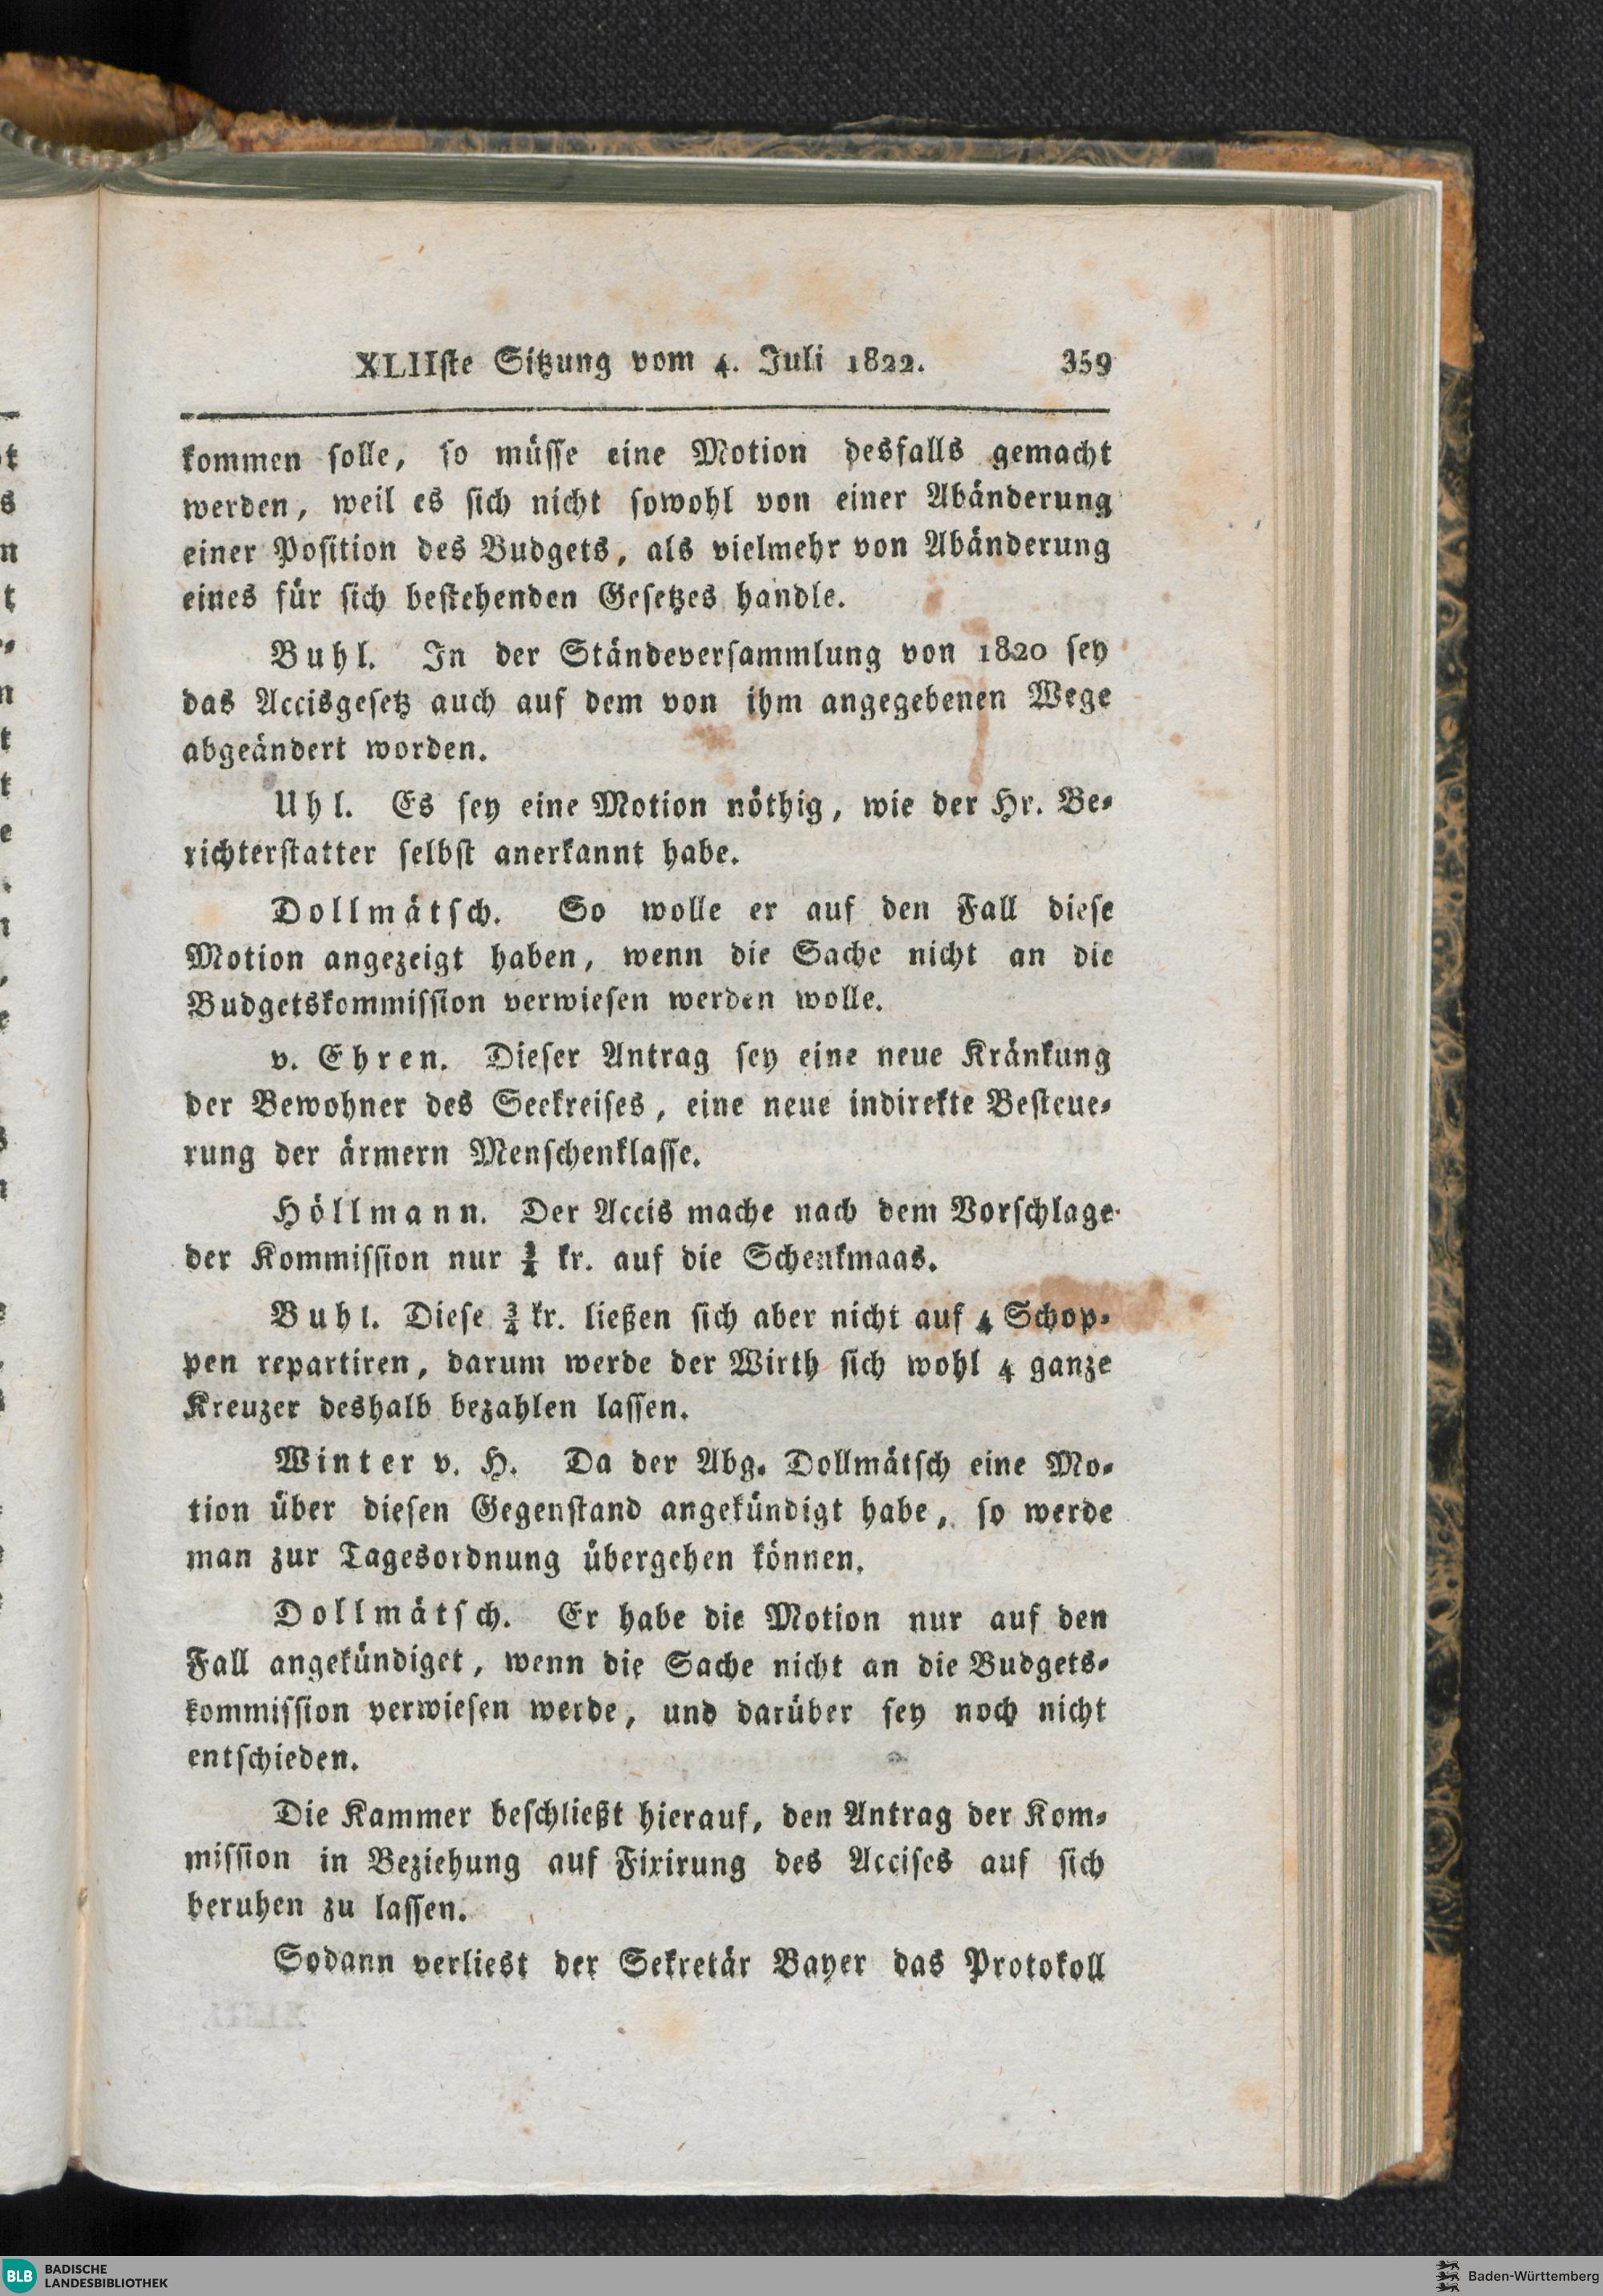 XLIIste Sitzung vom 4. Juli 1822. 359
kommen solle, so müsse eine Motion desfalls gemacht
werden, weil es sich nicht sowohl von einer Abänderung
einer Position des Budgets, als vielmehr von Abänderung
eines für sich bestehenden Gesetzes handle.
Buhl. In der Ständeversammlung von 1820 sey
das Accisgesetz auch auf dem von ihm angegebenen Wege
abgeändert worden.
Uhl. Es sey eine Motion nöthig, wie der Hr. Be-
richterstatter selbst anerkannt habe.
Dollmätsch. So wolle er auf den Fall diese
Motion angezeigt haben, wenn die Sache nicht an die
Budgetskommission verwiesen werden wolle.
v. Ehren. Dieser Antrag sey eine neue Kränkung
der Bewohner des Seekreises, eine neue indirekte Besteue-
rung der ärmern Menschenklasse.
Höllmann. Der Accis mache nach dem Vorschlage
der Kommission nur ¾ kr. auf die Schenkmaas.
Buhl. Diese ¾ kr. ließen sich aber nicht auf 4 Schop-
pen repartiren, darum werde der Wirth sich wohl 4 ganze
Kreuzer deshalb bezahlen lassen.
Winter v. H. Da der Abg. Dollmätsch eine Mo-
tion über diesen Gegenstand angekündigt habe, so werde
man zur Tagesordnung übergehen können.
Dollmätsch. Er habe die Motion nur auf den
Fall angekündiget, wenn die Sache nicht an die Budgets-
kommission verwiesen werde, und darüber sey noch nicht
entschieden.
Die Kammer beschließt hierauf, den Antrag der Kom-
mission in Beziehung auf Fixirung des Accises auf sich
beruhen zu lassen.
Sodann verliest der Sekretär Bayer das Protokoll
BLB BADISCHE
LANDESBIBLIOTHEK
Baden-Württemberg